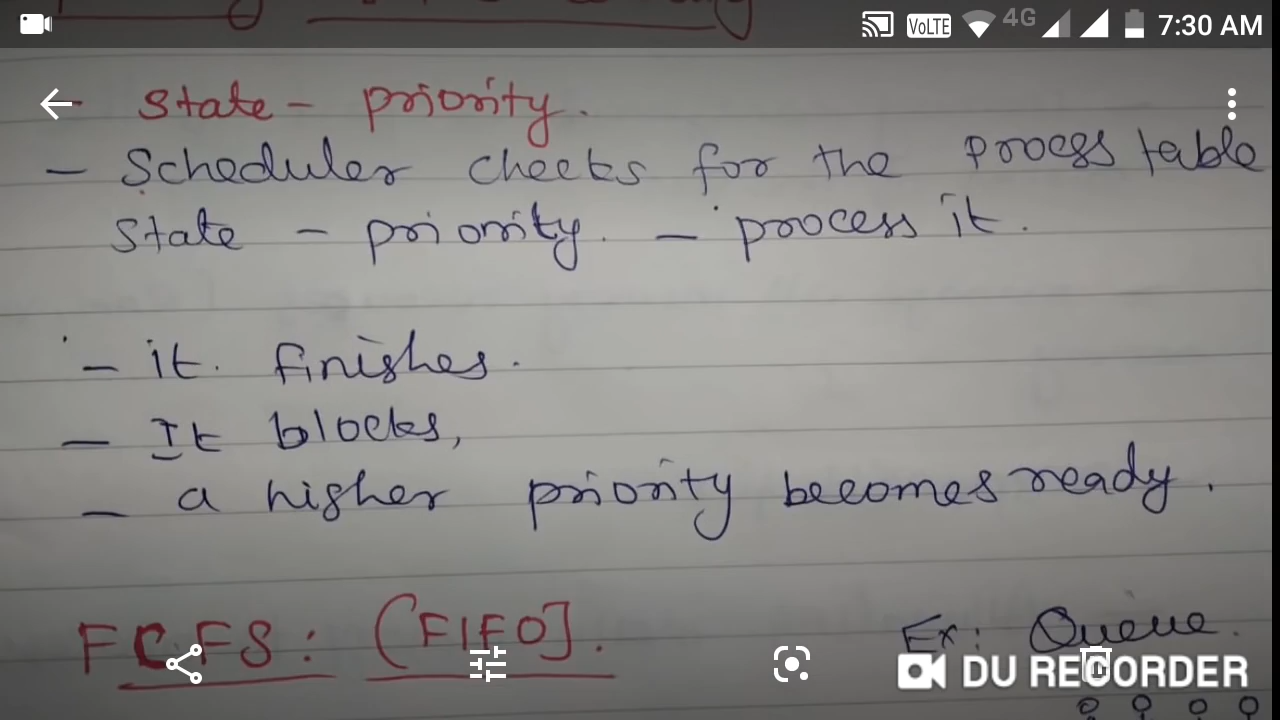 VoLTE 4G 7:30 AM
State - priority.
- Scheduler checks for the process table
State - priority. - process it.
- it. finishes.
- It blocks,
- a higher priority becomes ready.
FCFS: (FIFO].
Ex: Queue.
DU RECORDER